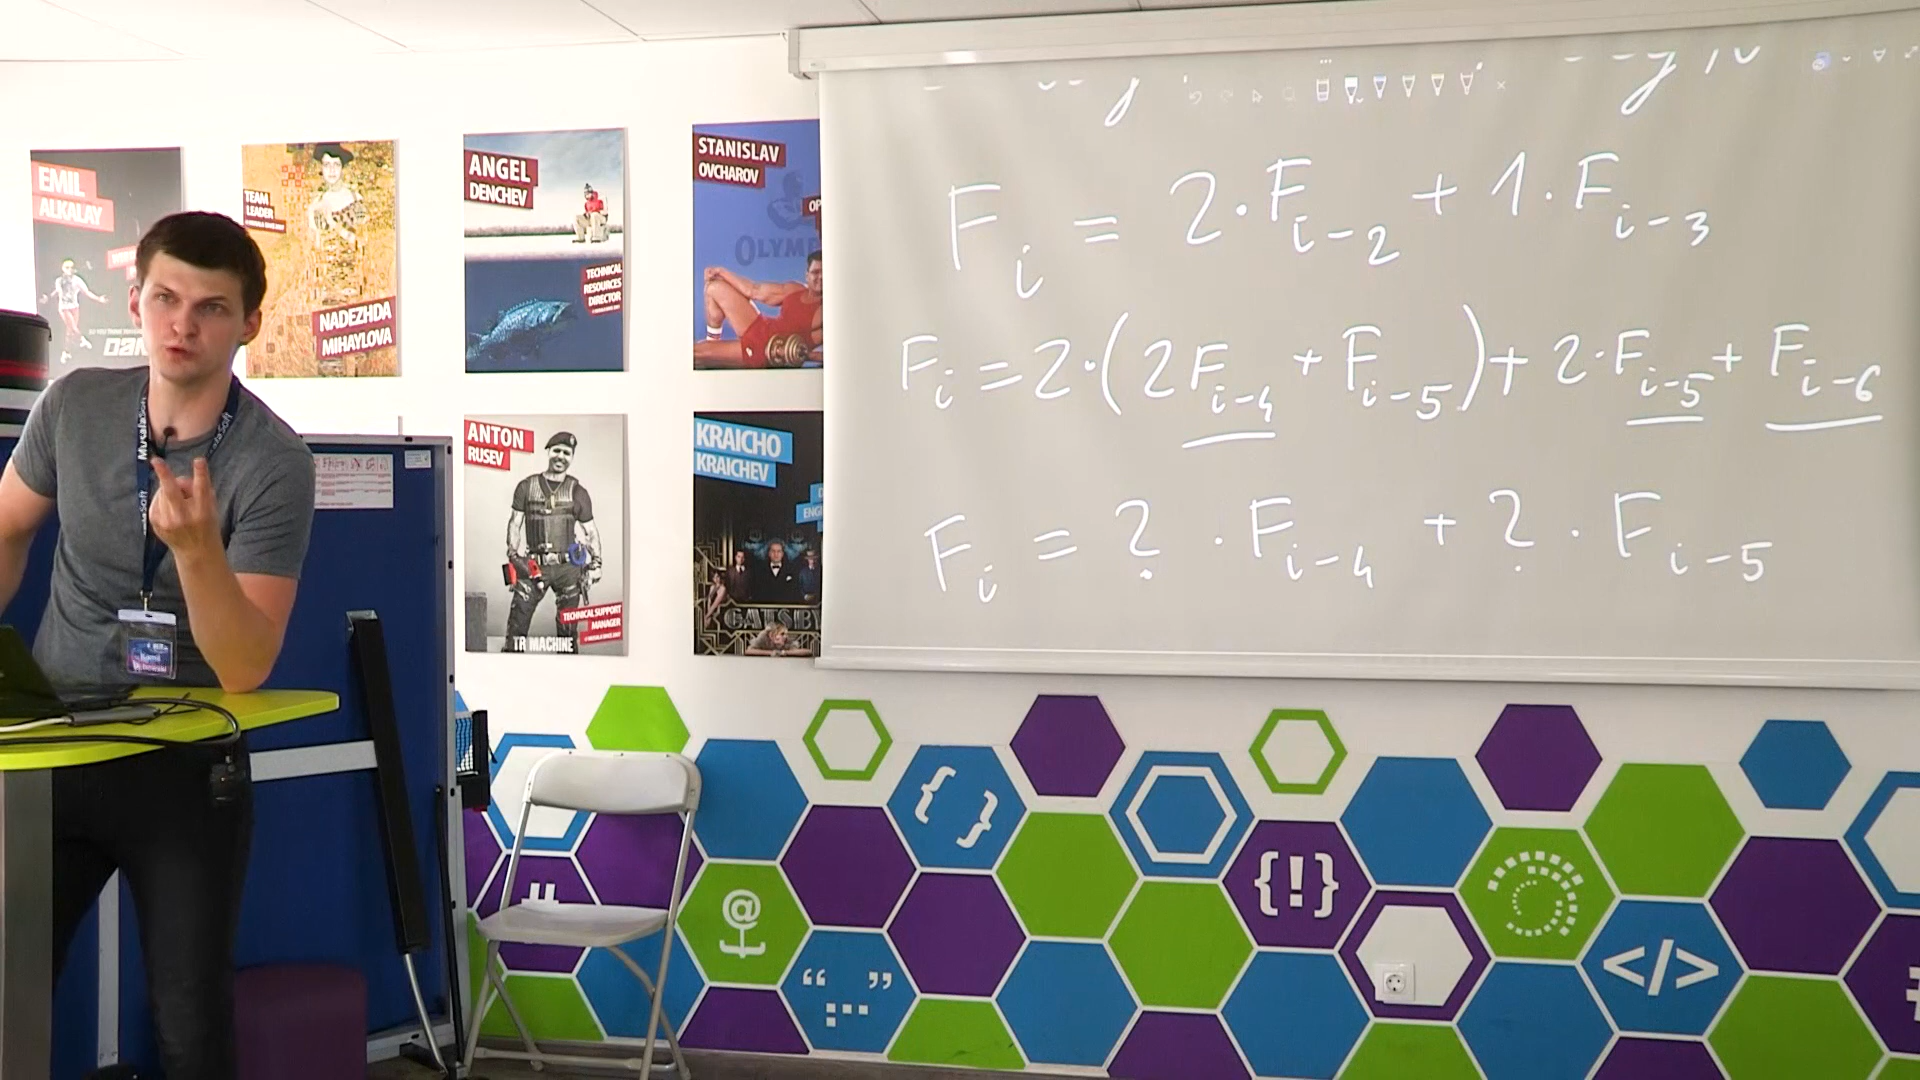 EMIL
ALKALAY
TEAM
LEADER
NADEZHDA
MIHAYLOVA
ANGEL
DENCHEV
TECHNICAL
RESOURCES
DIRECTOR
STANISLAV
OVCHAROV
OLYMP
ANTON
RUSEV
TECHNICAL SUPPORT
MANAGER
TR MACHINE
KRAICHO
KRAICHEV
GATSBY
F_i = 2·F_{i-2} + 1·F_{i-3}
F_i = 2·(2F_{i-4} + F_{i-5}) + 2·F_{i-5} + F_{i-6}
F_i = ? · F_{i-4} + ? · F_{i-5}
MusalaSoft
Kamil
{ }
{!}
@
“ ”
</>
#